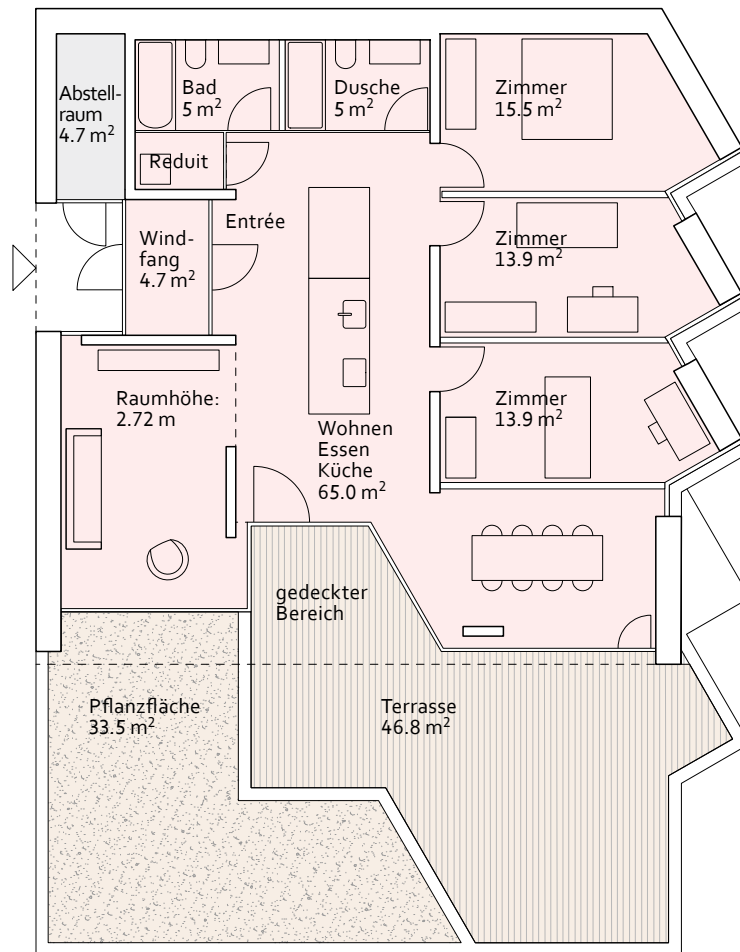 Abstell-
raum
4.7 m²
Bad
5 m²
Dusche
5 m²
Zimmer
15.5 m²
Reduit
Entrée
Wind-
fang
4.7 m²
Zimmer
13.9 m²
Raumhöhe:
2.72 m
Wohnen
Essen
Küche
65.0 m²
Zimmer
13.9 m²
gedeckter
Bereich
Pflanzfläche
33.5 m²
Terrasse
46.8 m²